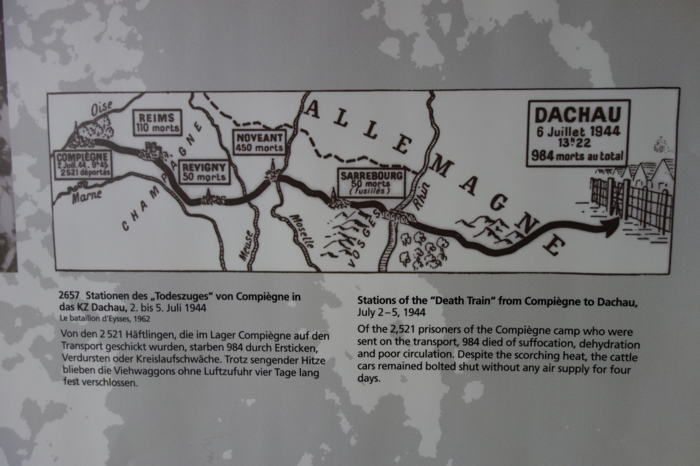 Oise
REIMS
110 morts
COMPIÈGNE
2521 déportés
Marne
CHAMPAGNE
REVIGNY
50 morts
NOVEANT
450 morts
Meuse
Moselle
ALLEMAGNE
SARREBOURG
50 morts
(fusillés)
VOSGES
Rhin
DACHAU
6 Juillet 1944
13h22
984 morts au total
2657 Stationen des „Todeszuges“ von Compiègne in
das KZ Dachau, 2. bis 5. Juli 1944
Le bataillon d'Eysses, 1962
Von den 2 521 Häftlingen, die im Lager Compiègne auf den
Transport geschickt wurden, starben 984 durch Ersticken,
Verdursten oder Kreislaufschwäche. Trotz sengender Hitze
blieben die Viehwaggons ohne Luftzufuhr vier Tage lang
fest verschlossen.
Stations of the “Death Train” from Compiègne to Dachau,
July 2–5, 1944
Of the 2,521 prisoners of the Compiègne camp who were
sent on the transport, 984 died of suffocation, dehydration
and poor circulation. Despite the scorching heat, the cattle
cars remained bolted shut without any air supply for four
days.